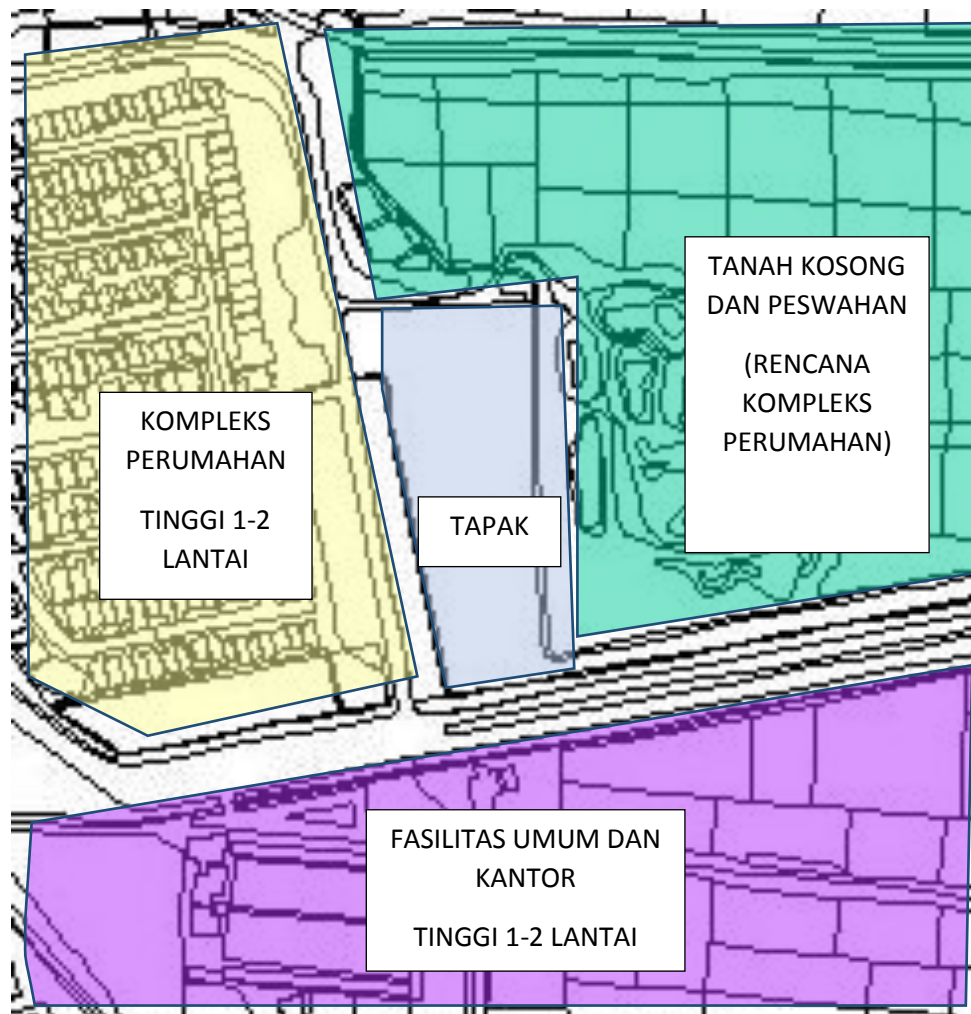 KOMPLEKS
PERUMAHAN
TINGGI 1-2
LANTAI
TAPAK
TANAH KOSONG
DAN PESWAHAN
(RENCANA
KOMPLEKS
PERUMAHAN)
FASILITAS UMUM DAN
KANTOR
TINGGI 1-2 LANTAI